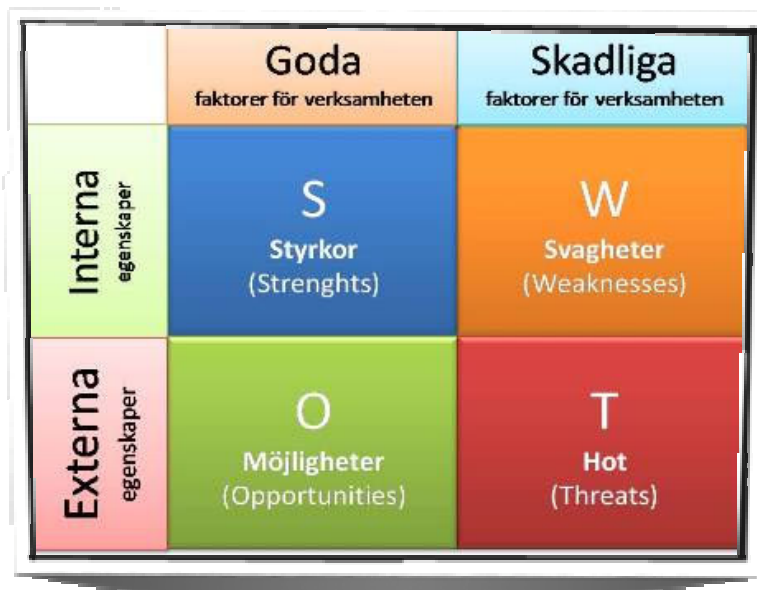 Goda
faktorer för verksamheten
Skadliga
faktorer för verksamheten
Interna
egenskaper
S
Styrkor
(Strenghts)
W
Svagheter
(Weaknesses)
Externa
egenskaper
O
Möjligheter
(Opportunities)
T
Hot
(Threats)